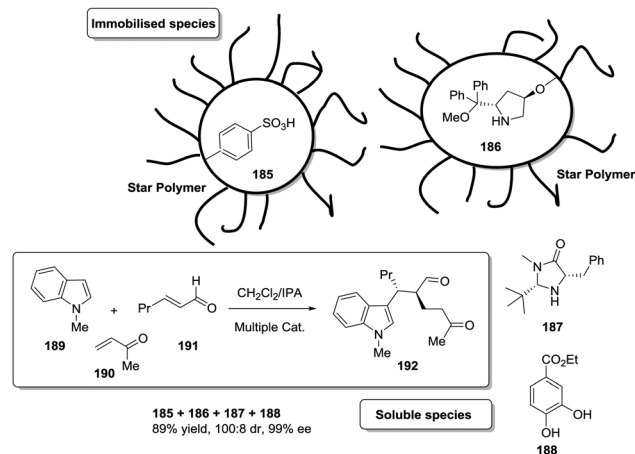 Immobilised species
SO3H
185
Star Polymer
Ph
Ph
O
MeO
HN
186
Star Polymer
N
Me
189
+
Pr
H
O
191
O
Me
190
CH2Cl2/IPA
Multiple Cat.
Pr
O
O
Me
N
Me
192
Me
N
O
Ph
N
H
187
CO2Et
OH
OH
188
185 + 186 + 187 + 188
89% yield, 100:8 dr, 99% ee
Soluble species